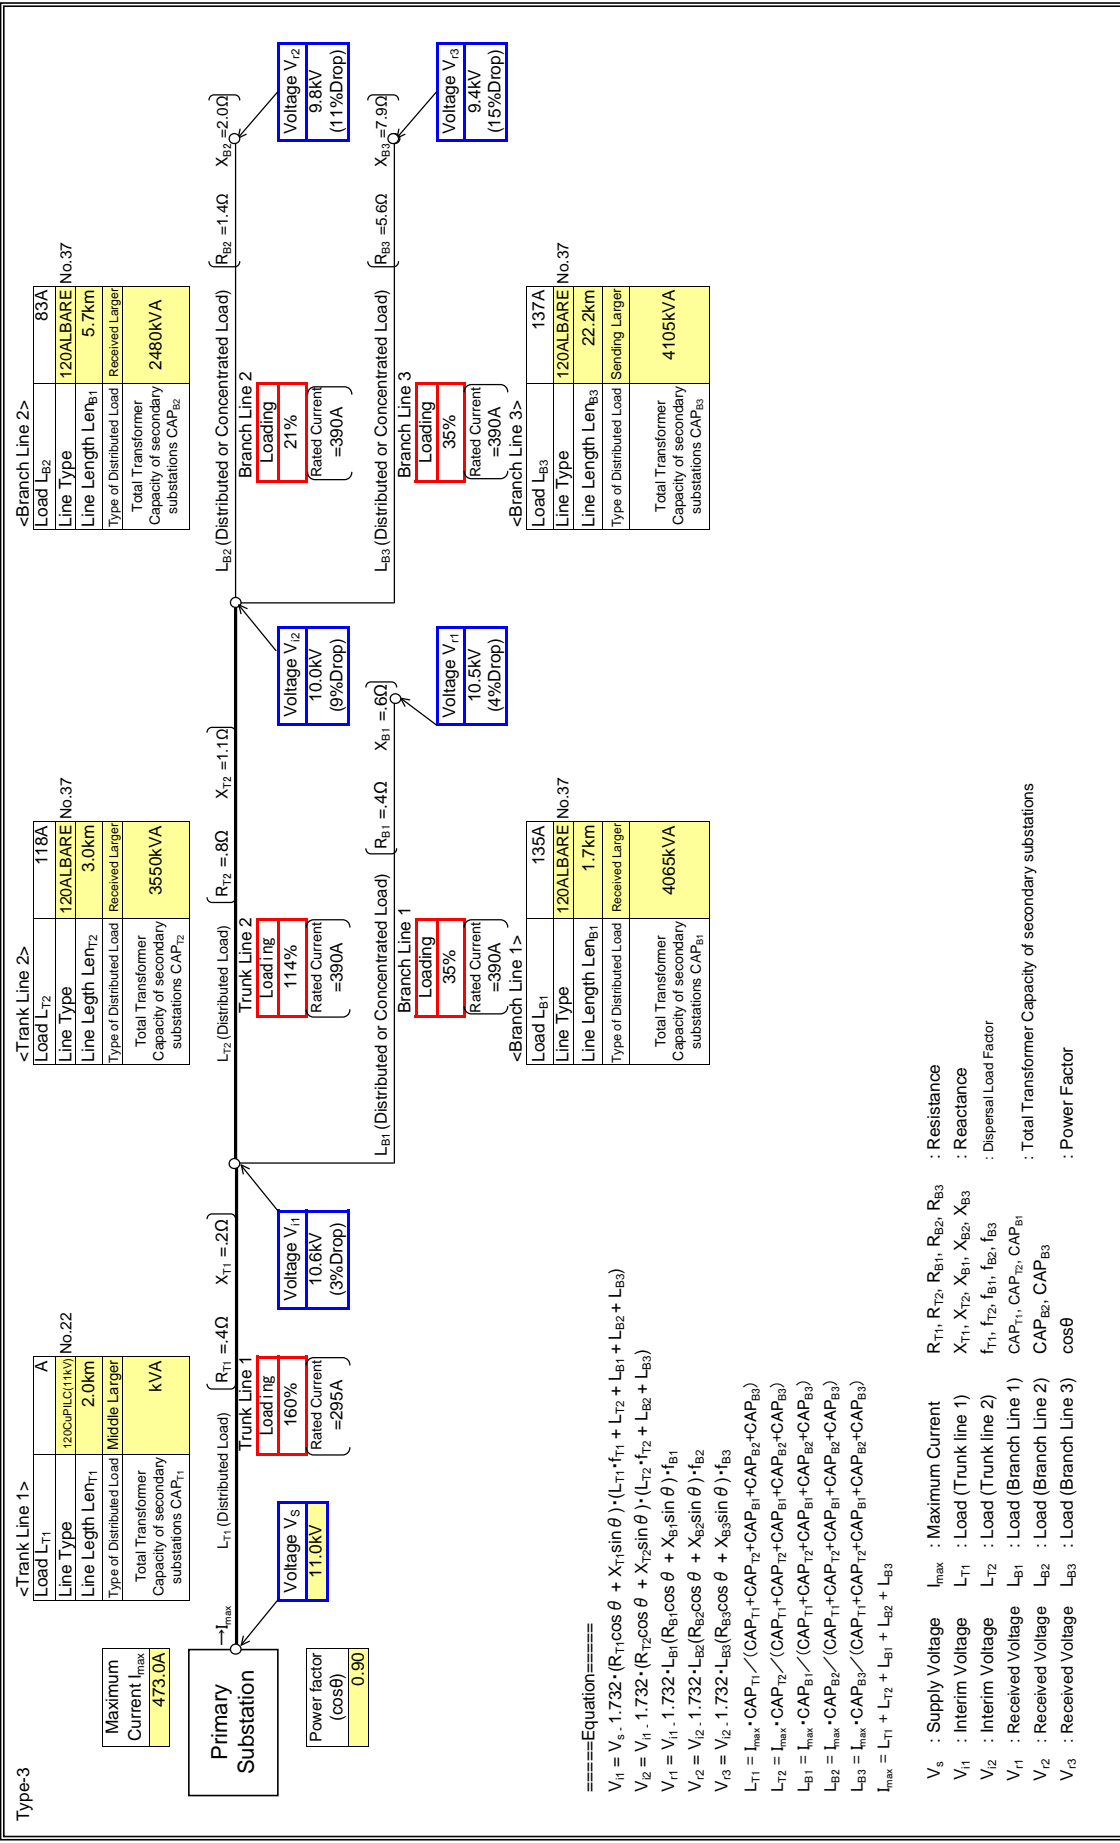 Type-3
<Trank Line 1>
Load LT1 A
Line Type 120CuPILC(11kV) No.22
Line Legth LenT1 2.0km
Type of Distributed Load Middle Larger
Total Transformer
Capacity of secondary
substations CAPT1
kVA
<Trank Line 2>
Load LT2 118A
Line Type 120ALBARE No.37
Line Legth LenT2 3.0km
Type of Distributed Load Received Larger
Total Transformer
Capacity of secondary
substations CAPT2
3550kVA
<Branch Line 2>
Load LB2 83A
Line Type 120ALBARE No.37
Line Length LenB1 5.7km
Type of Distributed Load Received Larger
Total Transformer
Capacity of secondary
substations CAPB2
2480kVA
Maximum
Current Imax
473.0A
Primary
Substation
→Imax
Power factor
(cosθ)
0.90
Voltage Vs
11.0kV
LT1 (Distributed Load)
RT1 =.4Ω XT1 =.2Ω
Trunk Line 1
Loading
160%
Rated Current
=295A
Voltage Vi1
10.6kV
(3%Drop)
LT2 (Distributed Load)
RT2 =.8Ω XT2 =1.1Ω
Trunk Line 2
Loading
114%
Rated Current
=390A
Voltage Vi2
10.0kV
(9%Drop)
LB1 (Distributed or Concentrated Load)
RB1 =.4Ω XB1 =.6Ω
Branch Line 1
Loading
35%
Rated Current
=390A
Voltage Vr1
10.5kV
(4%Drop)
<Branch Line 1>
Load LB1 135A
Line Type 120ALBARE No.37
Line Length LenB1 1.7km
Type of Distributed Load Received Larger
Total Transformer
Capacity of secondary
substations CAPB1
4065kVA
LB2 (Distributed or Concentrated Load)
RB2 =1.4Ω XB2 =2.0Ω
Branch Line 2
Loading
21%
Rated Current
=390A
Voltage Vr2
9.8kV
(11%Drop)
LB3 (Distributed or Concentrated Load)
RB3 =5.6Ω XB3 =7.9Ω
Branch Line 3
Loading
35%
Rated Current
=390A
Voltage Vr3
9.4kV
(15%Drop)
<Branch Line 3>
Load LB3 137A
Line Type 120ALBARE No.37
Line Length LenB3 22.2km
Type of Distributed Load Sending Larger
Total Transformer
Capacity of secondary
substations CAPB3
4105kVA
=====Equation=====
Vi1 = Vs - 1.732・(RT1cos θ + XT1sin θ)・(LT1・fT1 + LT2 + LB1 + LB2 + LB3)
Vi2 = Vi1 - 1.732・(RT2cos θ + XT2sin θ)・(LT2・fT2 + LB2 + LB3)
Vr1 = Vi1 - 1.732・LB1(RB1cos θ + XB1sin θ)・fB1
Vr2 = Vi2 - 1.732・LB2(RB2cos θ + XB2sin θ)・fB2
Vr3 = Vi2 - 1.732・LB3(RB3cos θ + XB3sin θ)・fB3
LT1 = Imax・CAPT1／(CAPT1+CAPT2+CAPB1+CAPB2+CAPB3)
LT2 = Imax・CAPT2／(CAPT1+CAPT2+CAPB1+CAPB2+CAPB3)
LB1 = Imax・CAPB1／(CAPT1+CAPT2+CAPB1+CAPB2+CAPB3)
LB2 = Imax・CAPB2／(CAPT1+CAPT2+CAPB1+CAPB2+CAPB3)
LB3 = Imax・CAPB3／(CAPT1+CAPT2+CAPB1+CAPB2+CAPB3)
Imax = LT1 + LT2 + LB1 + LB2 + LB3
Vs : Supply Voltage Imax : Maximum Current RT1, RT2, RB1, RB2, RB3 : Resistance
Vi1 : Interim Voltage LT1 : Load (Trunk line 1) XT1, XT2, XB1, XB2, XB3 : Reactance
Vi2 : Interim Voltage LT2 : Load (Trunk line 2) fT1, fT2, fB1, fB2, fB3 : Dispersal Load Factor
Vr1 : Received Voltage LB1 : Load (Branch Line 1) CAPT1, CAPT2, CAPB1
Vr2 : Received Voltage LB2 : Load (Branch Line 2) CAPB2, CAPB3 : Total Transformer Capacity of secondary substations
Vr3 : Received Voltage LB3 : Load (Branch Line 3) cosθ : Power Factor